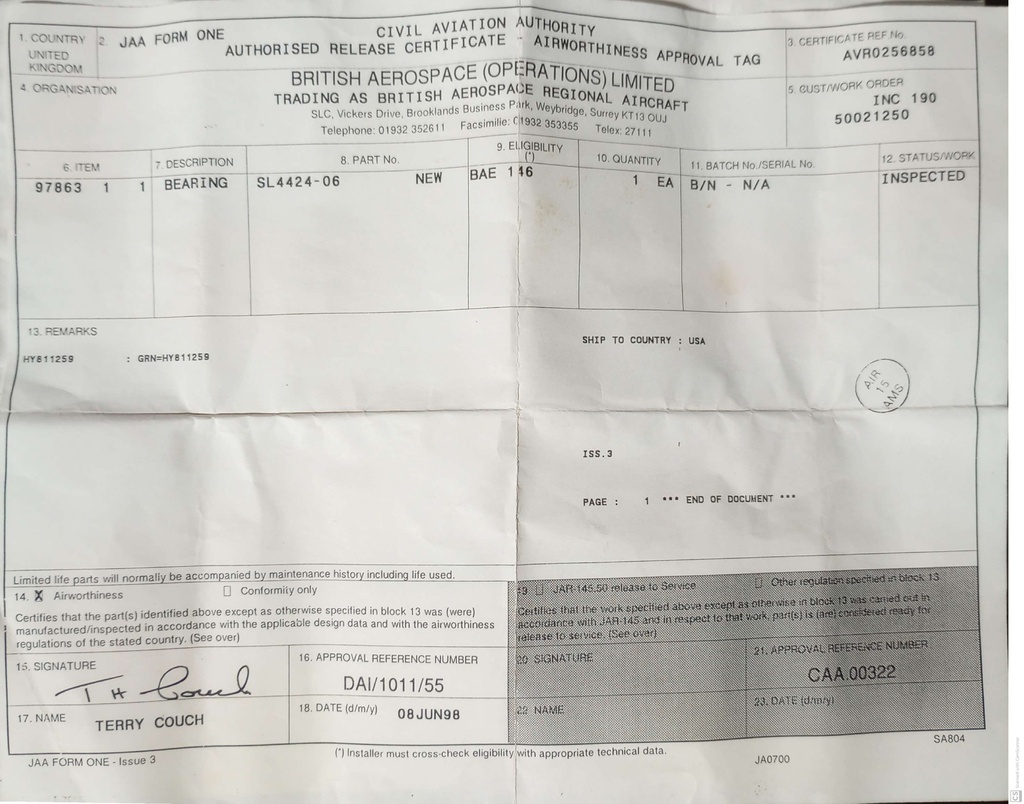 1. COUNTRY
UNITED
KINGDOM
2. JAA FORM ONE
CIVIL AVIATION AUTHORITY
AUTHORISED RELEASE CERTIFICATE - AIRWORTHINESS APPROVAL TAG
3. CERTIFICATE REF.No.
AVR0256858
4. ORGANISATION
BRITISH AEROSPACE (OPERATIONS) LIMITED
TRADING AS BRITISH AEROSPACE REGIONAL AIRCRAFT
SLC, Vickers Drive, Brooklands Business Park, Weybridge, Surrey KT13 OUJ
Telephone: 01932 352611 Facsimilie: 01932 353355 Telex: 27111
5. CUST/WORK ORDER
INC 190
50021250
6. ITEM
7. DESCRIPTION
8. PART No.
9. ELIGIBILITY
(*)
10. QUANTITY
11. BATCH No./SERIAL No.
12. STATUS/WORK
97863 1 1 BEARING SL4424-06 NEW BAE 146 1 EA B/N - N/A INSPECTED
13. REMARKS
SHIP TO COUNTRY : USA
HY811259 : GRN=HY811259
AIR
15
AMS
ISS.3
PAGE : 1 *** END OF DOCUMENT ***
Limited life parts will normally be accompanied by maintenance history including life used.
14. X Airworthiness Conformity only
Certifies that the part(s) identified above except as otherwise specified in block 13 was (were)
manufactured/inspected in accordance with the applicable design data and with the airworthiness
regulations of the stated country. (See over)
19 JAR-145.50 release to Service Other regulation specified in block 13
Certifies that the work specified above except as otherwise in block 13 was carried out in
accordance with JAR-145 and in respect to that work, part(s) is (are) considered ready for
release to service. (See over)
15. SIGNATURE
T H Couch
16. APPROVAL REFERENCE NUMBER
DAI/1011/55
20 SIGNATURE
21. APPROVAL REFERENCE NUMBER
CAA.00322
17. NAME
TERRY COUCH
18. DATE (d/m/y) 08JUN98
22 NAME
23. DATE (d/m/y)
(*) Installer must cross-check eligibility with appropriate technical data.
SA804
JAA FORM ONE - Issue 3
JA0700
CS